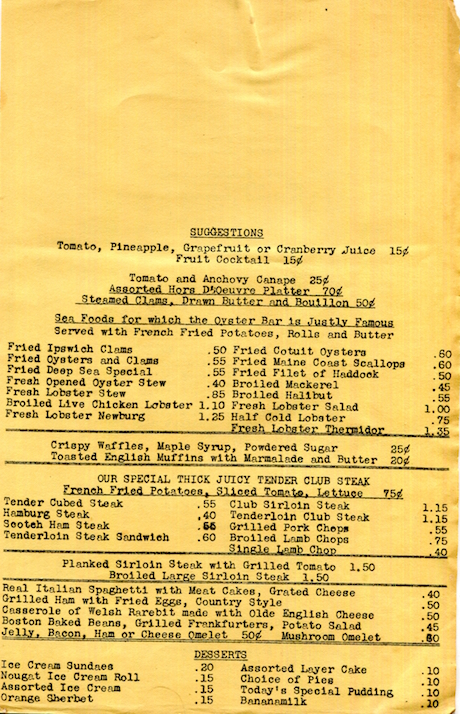 SUGGESTIONS
Tomato, Pineapple, Grapefruit or Cranberry Juice 15¢
Fruit Cocktail 15¢
Tomato and Anchovy Canape 25¢
Assorted Hors D'Oeuvre Platter 70¢
Steamed Clams, Drawn Butter and Bouillon 50¢
Sea Foods for which the Oyster Bar is Justly Famous
Served with French Fried Potatoes, Rolls and Butter
Fried Ipswich Clams .50 Fried Cotuit Oysters .60
Fried Oysters and Clams .55 Fried Maine Coast Scallops .60
Fried Deep Sea Special .55 Fried Filet of Haddock .50
Fresh Opened Oyster Stew .40 Broiled Mackerel .45
Fresh Lobster Stew .85 Broiled Halibut .55
Broiled Live Chicken Lobster 1.10 Fresh Lobster Salad 1.00
Fresh Lobster Newburg 1.25 Half Cold Lobster .75
Fresh Lobster Thermidor 1.35
Crispy Waffles, Maple Syrup, Powdered Sugar 25¢
Toasted English Muffins with Marmalade and Butter 20¢
OUR SPECIAL THICK JUICY TENDER CLUB STEAK
French Fried Potatoes, Sliced Tomato, Lettuce 75¢
Tender Cubed Steak .55 Club Sirloin Steak 1.15
Hamburg Steak .40 Tenderloin Club Steak 1.15
Scotch Ham Steak Grilled Pork Chops .55
Tenderloin Steak Sandwich .60 Broiled Lamb Chops .75
Single Lamb Chop .40
Planked Sirloin Steak with Grilled Tomato 1.50
Broiled Large Sirloin Steak 1.50
Real Italian Spaghetti with Meat Cakes, Grated Cheese .40
Grilled Ham with Fried Eggs, Country Style .50
Casserole of Welsh Rarebit made with Olde English Cheese .50
Boston Baked Beans, Grilled Frankfurters, Potato Salad .45
Jelly, Bacon, Ham or Cheese Omelet 50¢ Mushroom Omelet
DESSERTS
Ice Cream Sundaes .20 Assorted Layer Cake .10
Nougat Ice Cream Roll .15 Choice of Pies .10
Assorted Ice Cream .15 Today's Special Pudding .10
Orange Sherbet .15 Bananamilk .10